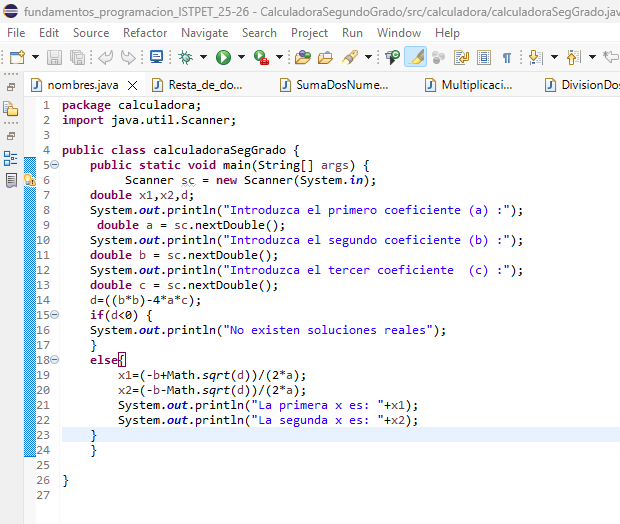 fundamentos_programacion_ISTPET_25-26 - CalculadoraSegundoGrado/src/calculadora/calculadoraSegGrado.java
File Edit Source Refactor Navigate Search Project Run Window Help
nombres.java Resta_de_do... SumaDosNume... Multiplicaci... DivisionDos
1 package calculadora;
2 import java.util.Scanner;
3
4 public class calculadoraSegGrado {
5 public static void main(String[] args) {
6 Scanner sc = new Scanner(System.in);
7 double x1,x2,d;
8 System.out.println("Introduzca el primero coeficiente (a) :");
9 double a = sc.nextDouble();
10 System.out.println("Introduzca el segundo coeficiente (b) :");
11 double b = sc.nextDouble();
12 System.out.println("Introduzca el tercer coeficiente  (c) :");
13 double c = sc.nextDouble();
14 d=((b*b)-4*a*c);
15 if(d<0) {
16 System.out.println("No existen soluciones reales");
17 }
18 else{
19 x1=(-b+Math.sqrt(d))/(2*a);
20 x2=(-b-Math.sqrt(d))/(2*a);
21 System.out.println("La primera x es: "+x1);
22 System.out.println("La segunda x es: "+x2);
23 }
24 }
25
26 }
27